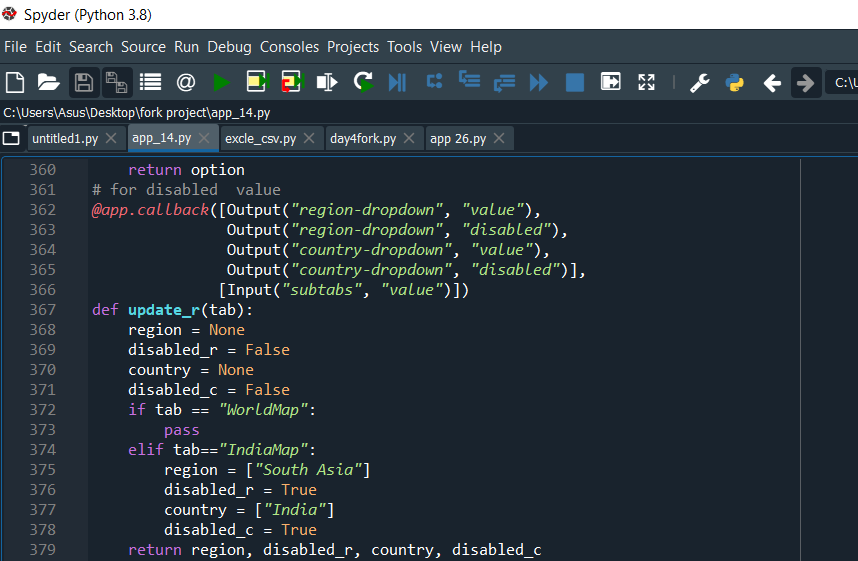 Spyder (Python 3.8)
File Edit Search Source Run Debug Consoles Projects Tools View Help
C:\
C:\Users\Asus\Desktop\fork project\app_14.py
untitled1.py app_14.py excle_csv.py day4fork.py app 26.py
360     return option
361 # for disabled  value
362 @app.callback([Output("region-dropdown", "value"),
363                Output("region-dropdown", "disabled"),
364                Output("country-dropdown", "value"),
365                Output("country-dropdown", "disabled")],
366               [Input("subtabs", "value")])
367 def update_r(tab):
368     region = None
369     disabled_r = False
370     country = None
371     disabled_c = False
372     if tab == "WorldMap":
373         pass
374     elif tab=="IndiaMap":
375         region = ["South Asia"]
376         disabled_r = True
377         country = ["India"]
378         disabled_c = True
379     return region, disabled_r, country, disabled_c